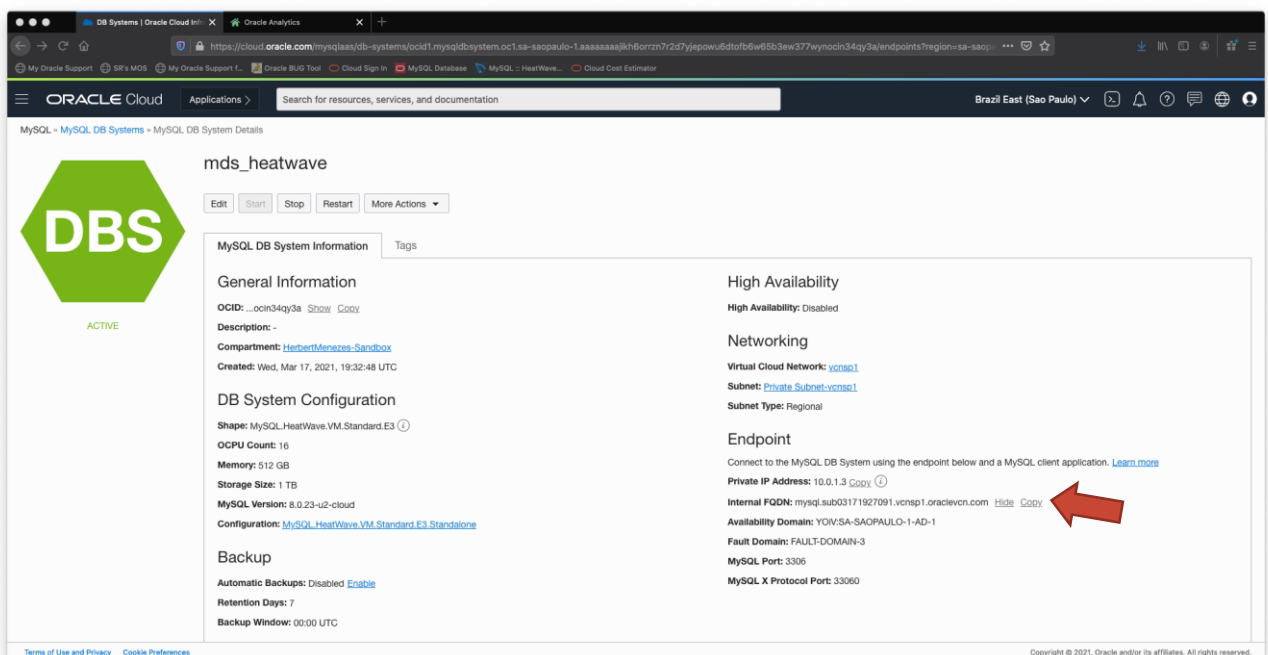 DB Systems | Oracle Cloud Infr
Oracle Analytics
https://cloud.oracle.com/mysqlaas/db-systems/ocid1.mysqldbsystem.oc1.sa-saopaulo-1.aaaaaaaajikh6orrzn7r2d7yjepowu6dtofb6w65b3ew377wynocin34qy3a/endpoints?region=sa-saopa
My Oracle Support
SR's MOS
My Oracle Support f...
Oracle BUG Tool
Cloud Sign In
MySQL Database
MySQL :: HeatWave...
Cloud Cost Estimator
ORACLE Cloud
Applications >
Search for resources, services, and documentation
Brazil East (Sao Paulo)
MySQL » MySQL DB Systems » MySQL DB System Details
DBS
ACTIVE
mds_heatwave
Edit
Start
Stop
Restart
More Actions
MySQL DB System Information
Tags
General Information
OCID: ...ocin34qy3a Show Copy
Description: -
Compartment: HerbertMenezes-Sandbox
Created: Wed, Mar 17, 2021, 19:32:48 UTC
DB System Configuration
Shape: MySQL.HeatWave.VM.Standard.E3
OCPU Count: 16
Memory: 512 GB
Storage Size: 1 TB
MySQL Version: 8.0.23-u2-cloud
Configuration: MySQL.HeatWave.VM.Standard.E3.Standalone
Backup
Automatic Backups: Disabled Enable
Retention Days: 7
Backup Window: 00:00 UTC
High Availability
High Availability: Disabled
Networking
Virtual Cloud Network: vcnsp1
Subnet: Private Subnet-vcnsp1
Subnet Type: Regional
Endpoint
Connect to the MySQL DB System using the endpoint below and a MySQL client application. Learn more
Private IP Address: 10.0.1.3 Copy
Internal FQDN: mysql.sub03171927091.vcnsp1.oraclevcn.com Hide Copy
Availability Domain: YOiV:SA-SAOPAULO-1-AD-1
Fault Domain: FAULT-DOMAIN-3
MySQL Port: 3306
MySQL X Protocol Port: 33060
Terms of Use and Privacy
Cookie Preferences
Copyright © 2021, Oracle and/or its affiliates. All rights reserved.